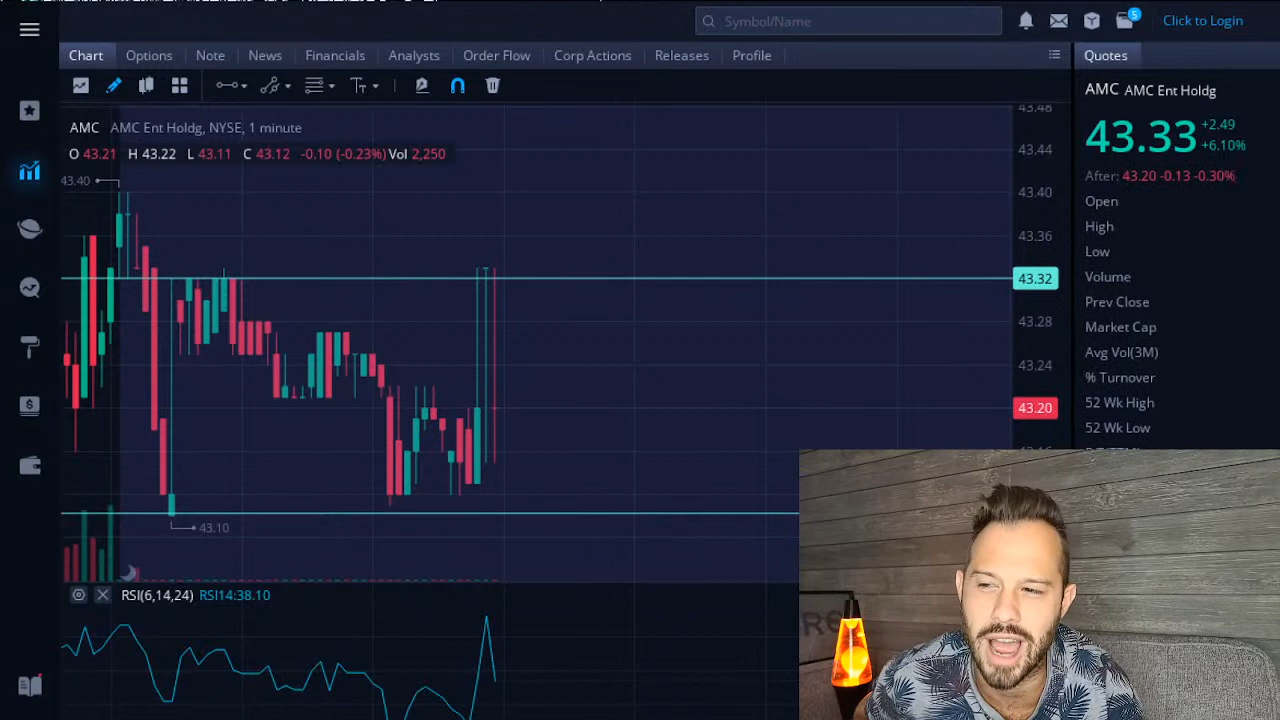 Symbol/Name
5
Click to Login
Chart Options Note News Financials Analysts Order Flow Corp Actions Releases Profile
Quotes
AMC AMC Ent Holdg
43.33 +2.49 +6.10%
After: 43.20 -0.13 -0.30%
Open
High
Low
Volume
Prev Close
Market Cap
Avg Vol(3M)
% Turnover
52 Wk High
52 Wk Low
AMC AMC Ent Holdg, NYSE, 1 minute
O 43.21 H 43.22 L 43.11 C 43.12 -0.10 (-0.23%) Vol 2,250
43.40
43.10
43.48
43.44
43.40
43.36
43.32
43.28
43.24
43.20
RSI(6,14,24) RSI14:38.10